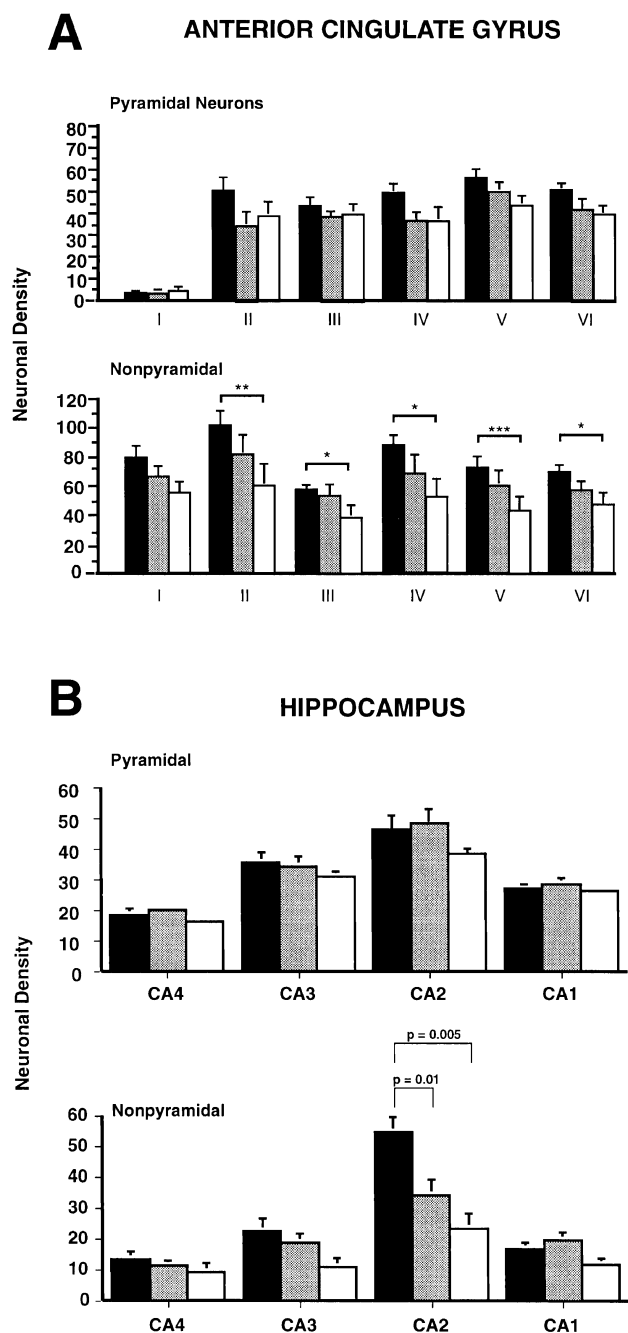 A
ANTERIOR CINGULATE GYRUS
Pyramidal Neurons
80
70
60
50
40
30
20
10
0
I II III IV V VI
Neuronal Density
Nonpyramidal
120
100
80
60
40
20
0
** * * *** *
I II III IV V VI
B
HIPPOCAMPUS
Pyramidal
60
50
40
30
20
10
0
CA4 CA3 CA2 CA1
Neuronal Density
p = 0.005
p = 0.01
Nonpyramidal
60
50
40
30
20
10
0
CA4 CA3 CA2 CA1